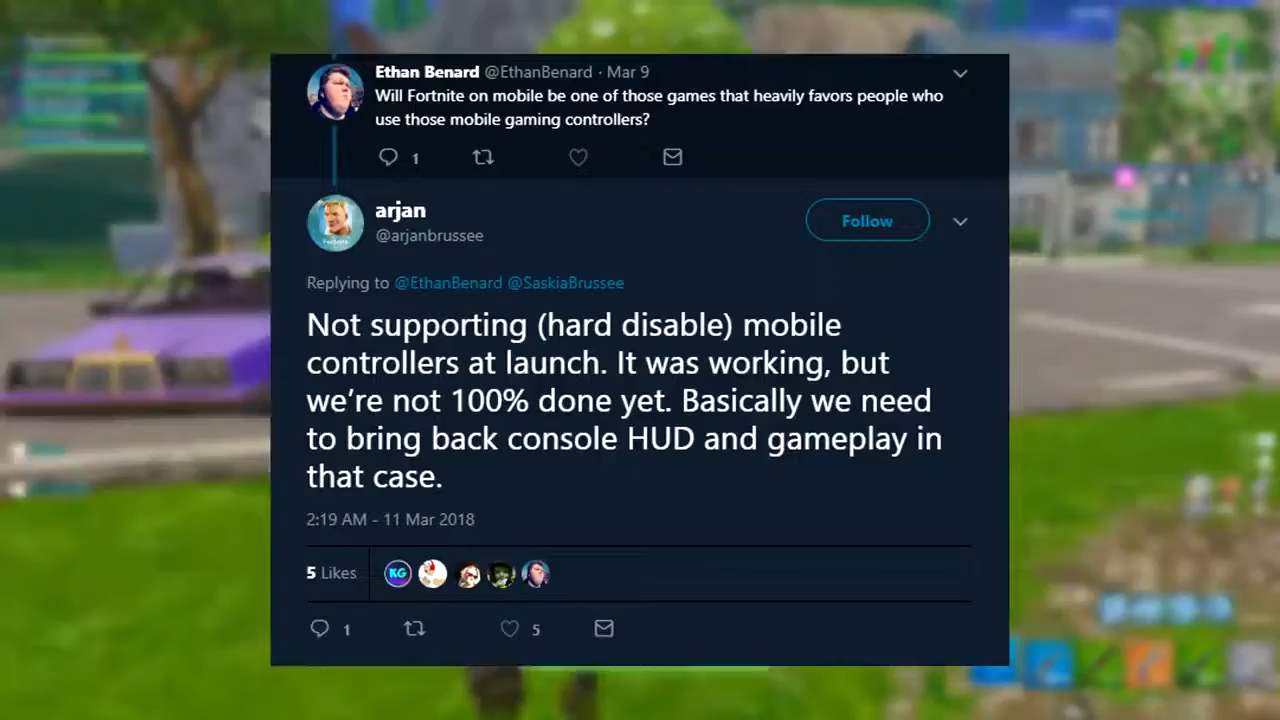 Ethan Benard @EthanBenard · Mar 9
Will Fortnite on mobile be one of those games that heavily favors people who
use those mobile gaming controllers?
1
arjan
@arjanbrussee
Follow
Replying to @EthanBenard @SaskiaBrussee
Not supporting (hard disable) mobile
controllers at launch. It was working, but
we’re not 100% done yet. Basically we need
to bring back console HUD and gameplay in
that case.
2:19 AM - 11 Mar 2018
5 Likes
KG
1 5